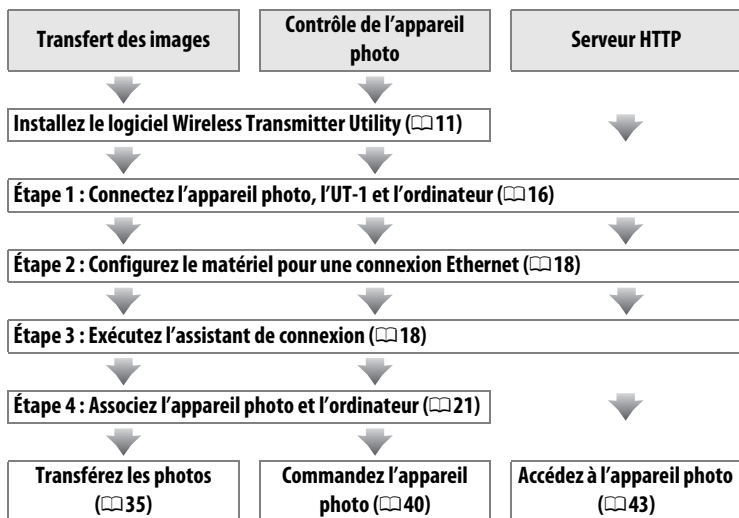 Transfert des images
Contrôle de l'appareil
photo
Serveur HTTP
Installez le logiciel Wireless Transmitter Utility (📖11)
Étape 1 : Connectez l'appareil photo, l'UT-1 et l'ordinateur (📖16)
Étape 2 : Configurez le matériel pour une connexion Ethernet (📖18)
Étape 3 : Exécutez l'assistant de connexion (📖18)
Étape 4 : Associez l'appareil photo et l'ordinateur (📖21)
Transférez les photos
(📖35)
Commandez l'appareil
photo (📖40)
Accédez à l'appareil photo
(📖43)